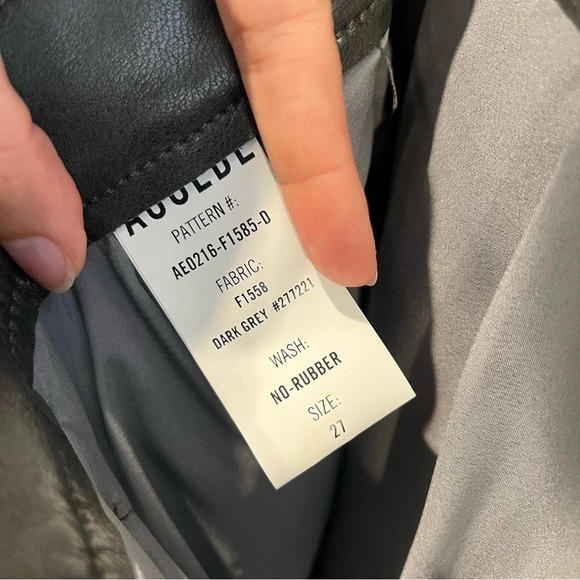 PATTERN #:
AE0216-F1585-D
FABRIC:
F1558
DARK GREY #277221
WASH:
NO-RUBBER
SIZE:
27